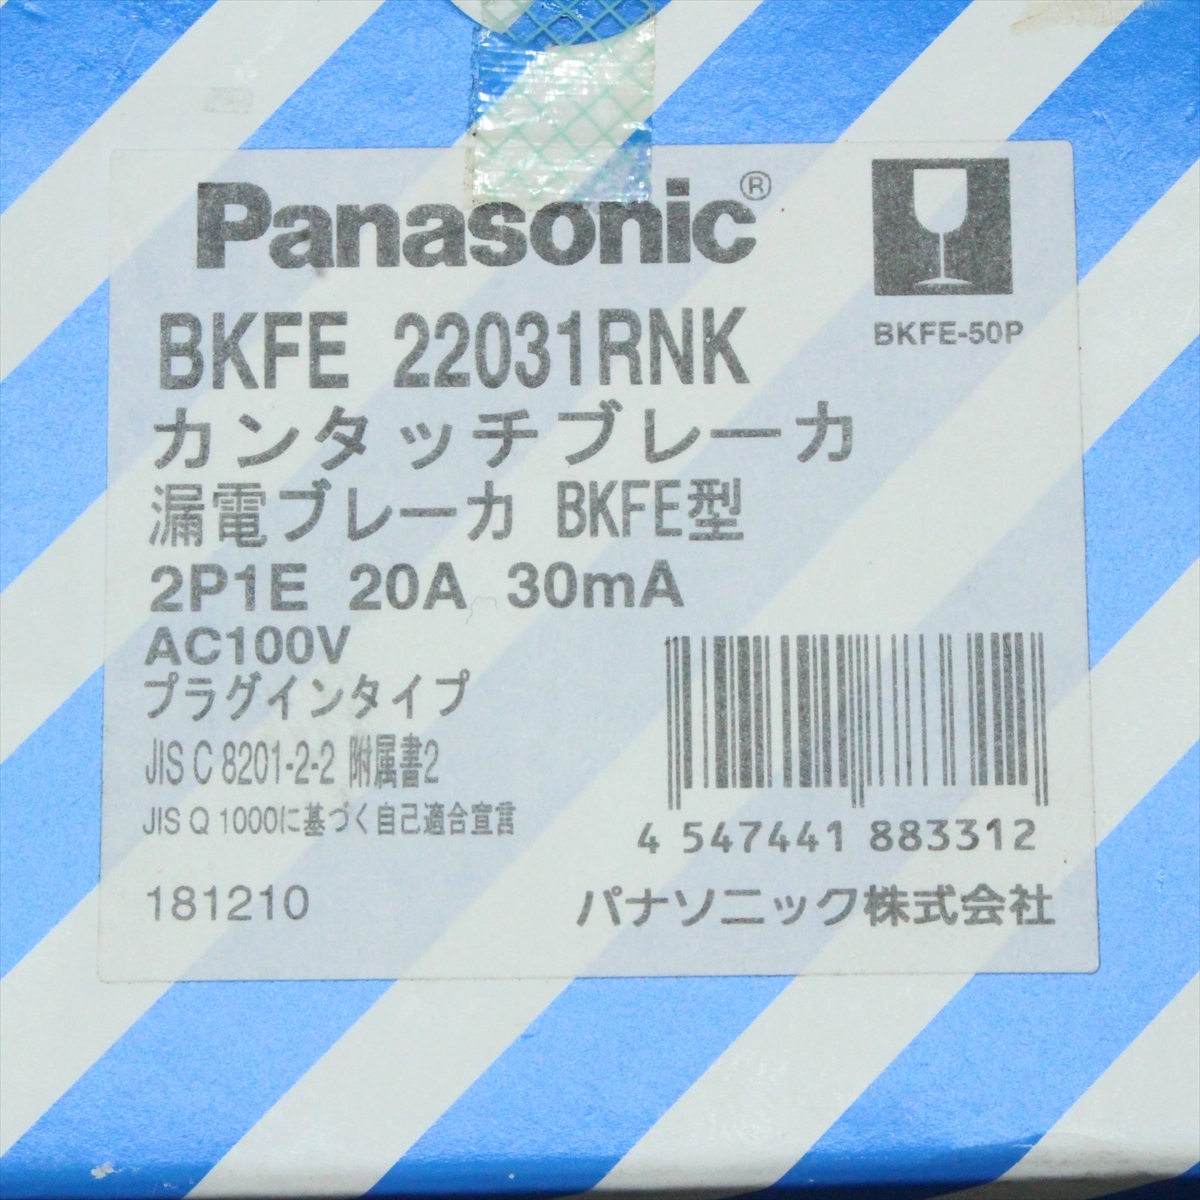 Panasonic®
BKFE-50P
BKFE 22031RNK
カンタッチブレーカ
漏電ブレーカ BKFE型
2P1E 20A 30mA
AC100V
プラグインタイプ
JIS C 8201-2-2 附属書2
JIS Q 1000に基づく自己適合宣言
4 547441 883312
181210
パナソニック株式会社